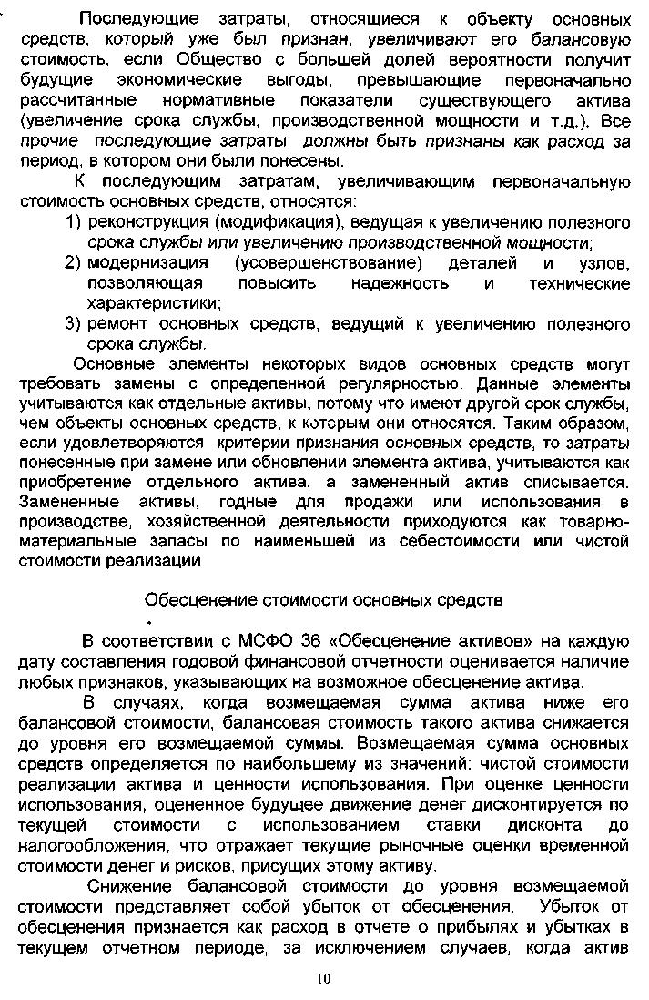 Последующие затраты, относящиеся к объекту основных
средств, который уже был признан, увеличивают его балансовую
стоимость, если Общество с большей долей вероятности получит
будущие экономические выгоды, превышающие первоначально
рассчитанные нормативные показатели существующего актива
(увеличение срока службы, производственной мощности и т.д.). Все
прочие последующие затраты должны быть признаны как расход за
период, в котором они были понесены.
К последующим затратам, увеличивающим первоначальную
стоимость основных средств, относятся:
1) реконструкция (модификация), ведущая к увеличению полезного
срока службы или увеличению производственной мощности;
2) модернизация (усовершенствование) деталей и узлов,
позволяющая повысить надежность и технические
характеристики;
3) ремонт основных средств, ведущий к увеличению полезного
срока службы.
Основные элементы некоторых видов основных средств могут
требовать замены с определенной регулярностью. Данные элементы
учитываются как отдельные активы, потому что имеют другой срок службы,
чем объекты основных средств, к которым они относятся. Таким образом,
если удовлетворяются критерии признания основных средств, то затраты
понесенные при замене или обновлении элемента актива, учитываются как
приобретение отдельного актива, а замененный актив списывается.
Замененные активы, годные для продажи или использования в
производстве, хозяйственной деятельности приходуются как товарно-
материальные запасы по наименьшей из себестоимости или чистой
стоимости реализации
Обесценение стоимости основных средств
В соответствии с МСФО 36 «Обесценение активов» на каждую
дату составления годовой финансовой отчетности оценивается наличие
любых признаков, указывающих на возможное обесценение актива.
В случаях, когда возмещаемая сумма актива ниже его
балансовой стоимости, балансовая стоимость такого актива снижается
до уровня его возмещаемой суммы. Возмещаемая сумма основных
средств определяется по наибольшему из значений: чистой стоимости
реализации актива и ценности использования. При оценке ценности
использования, оцененное будущее движение денег дисконтируется по
текущей стоимости с использованием ставки дисконта до
налогообложения, что отражает текущие рыночные оценки временной
стоимости денег и рисков, присущих этому активу.
Снижение балансовой стоимости до уровня возмещаемой
стоимости представляет собой убыток от обесценения. Убыток от
обесценения признается как расход в отчете о прибылях и убытках в
текущем отчетном периоде, за исключением случаев, когда актив
10